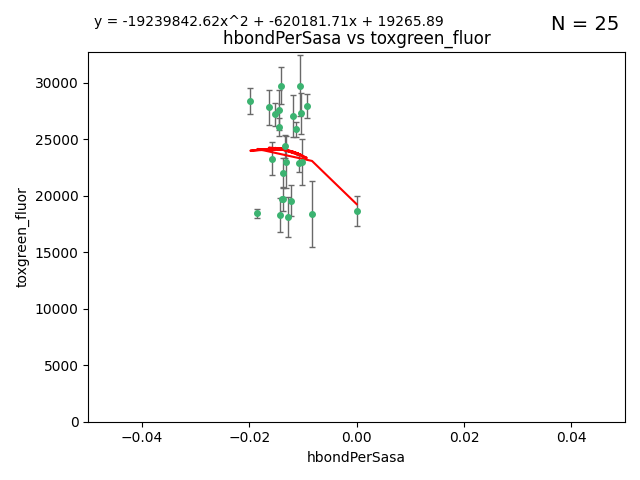 y = -19239842.62x^2 + -620181.71x + 19265.89
N = 25
hbondPerSasa vs toxgreen_fluor
30000
25000
20000
15000
10000
5000
0
toxgreen_fluor
−0.04
−0.02
0.00
0.02
0.04
hbondPerSasa